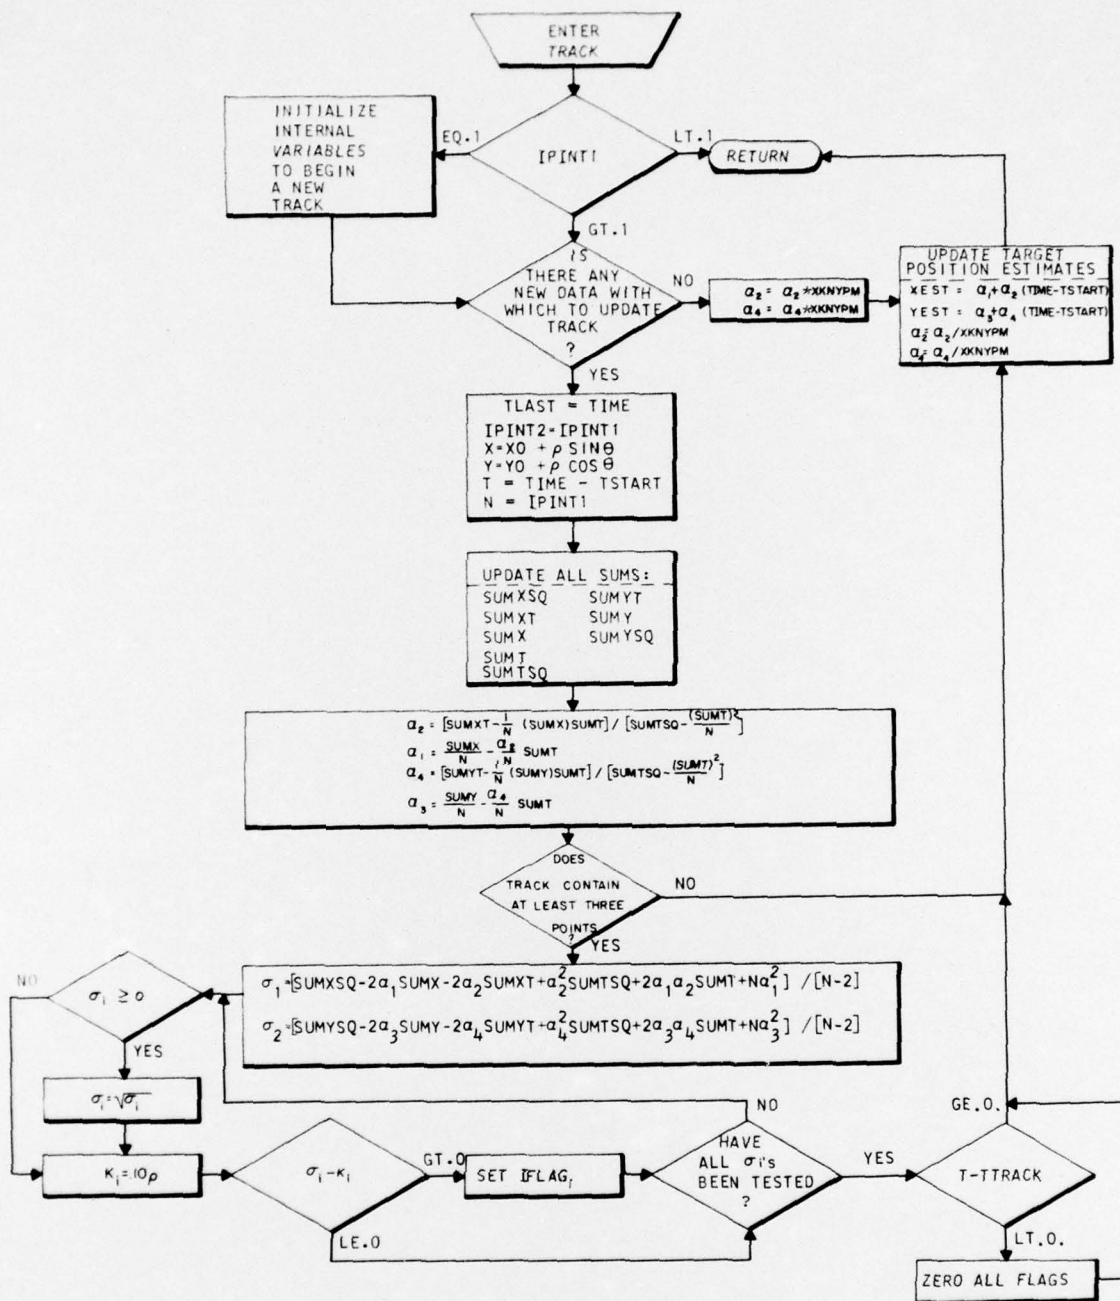 ENTER
TRACK
INITIALIZE
INTERNAL
VARIABLES
TO BEGIN
A NEW
TRACK
EQ.1
IPINT1
LT.1
RETURN
GT.1
IS
THERE ANY
NEW DATA WITH
WHICH TO UPDATE
TRACK
?
NO
α₂ = α₂*XKNYPM
α₄ = α₄*XKNYPM
UPDATE TARGET
POSITION ESTIMATES
XEST = α₁+α₂ (TIME-TSTART)
YEST = α₃+α₄ (TIME-TSTART)
α₂=α₂/XKNYPM
α₄=α₄/XKNYPM
YES
TLAST = TIME
IPINT2=IPINT1
X=XO + ρ SINθ
Y=YO + ρ COSθ
T = TIME - TSTART
N = IPINT1
UPDATE ALL SUMS:
SUMXSQ SUMYT
SUMXT SUMY
SUMX SUMYSQ
SUMT
SUMTSQ
α₂ = [SUMXT-1/N (SUMX)SUMT] / [SUMTSQ-(SUMT)²/N]
α₁ = SUMX/N - α₂/N SUMT
α₄ = [SUMYT-1/N (SUMY)SUMT] / [SUMTSQ-(SUMT)²/N]
α₃ = SUMY/N - α₄/N SUMT
DOES
TRACK CONTAIN
AT LEAST THREE
POINTS
?
NO
YES
σ₁=[SUMXSQ-2α₁SUMX-2α₂SUMXT+α₂²SUMTSQ+2α₁α₂SUMT+Nα₁²] /[N-2]
σ₂=[SUMYSQ-2α₃SUMY-2α₄SUMYT+α₄²SUMTSQ+2α₃α₄SUMT+Nα₃²] /[N-2]
NO
σᵢ ≥ 0
YES
σᵢ=√σᵢ
Kᵢ=.10ρ
σᵢ-Kᵢ
GT.0
LE.0
SET IFLAGᵢ
NO
HAVE
ALL σᵢ's
BEEN TESTED
?
YES
GE.O.
T-TTRACK
LT.O.
ZERO ALL FLAGS